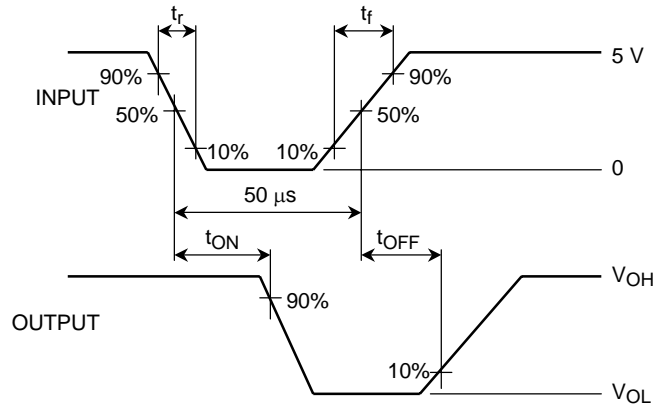 tr
tf
5 V
90%
90%
INPUT
50%
50%
10%
10%
0
50 μs
tON
tOFF
VOH
90%
OUTPUT
10%
VOL